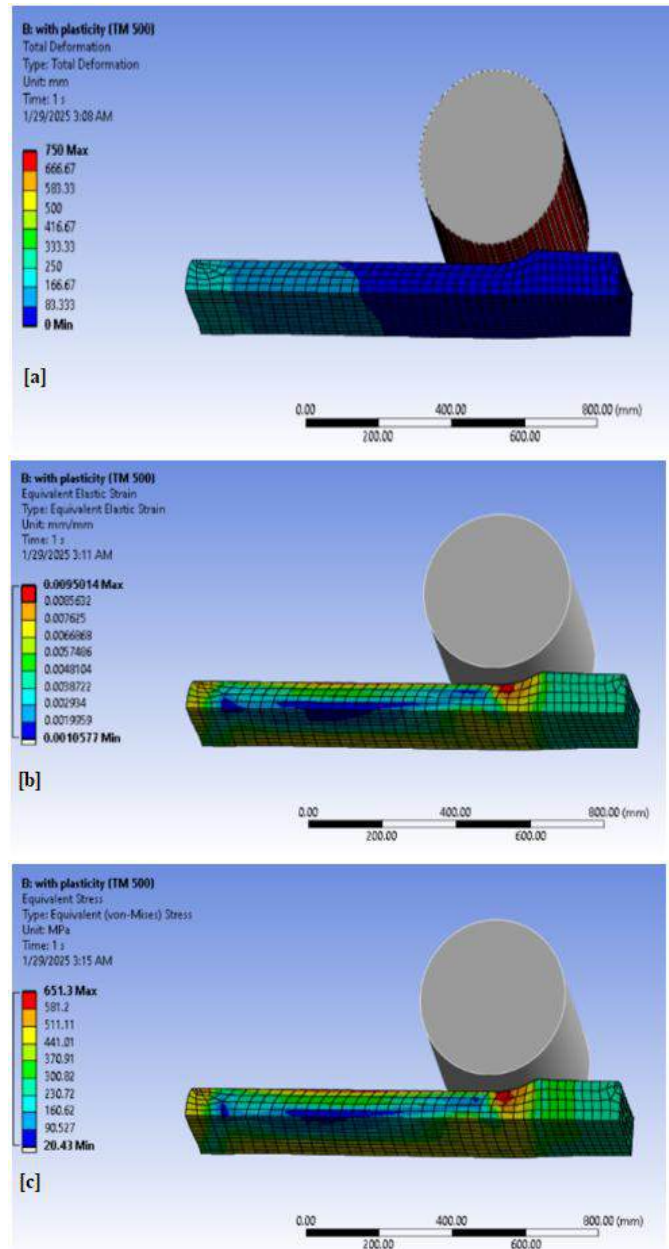 B: with plasticity (TM 500)
Total Deformation
Type: Total Deformation
Unit: mm
Time: 1 s
1/29/2025 3:08 AM
750 Max
666.67
583.33
500
416.67
333.33
250
166.67
83.333
0 Min
[a]
0.00 400.00 800.00 (mm)
200.00 600.00
B: with plasticity (TM 500)
Equivalent Elastic Strain
Type: Equivalent Elastic Strain
Unit: mm/mm
Time: 1 s
1/29/2025 3:11 AM
0.0095014 Max
0.0085632
0.007625
0.0066868
0.0057486
0.0048104
0.0038722
0.002934
0.0019959
0.0010577 Min
[b]
0.00 400.00 800.00 (mm)
200.00 600.00
B: with plasticity (TM 500)
Equivalent Stress
Type: Equivalent (von-Mises) Stress
Unit: MPa
Time: 1 s
1/29/2025 3:15 AM
651.3 Max
581.2
511.11
441.01
370.91
300.82
230.72
160.62
90.527
20.43 Min
[c]
0.00 400.00 800.00 (mm)
200.00 600.00